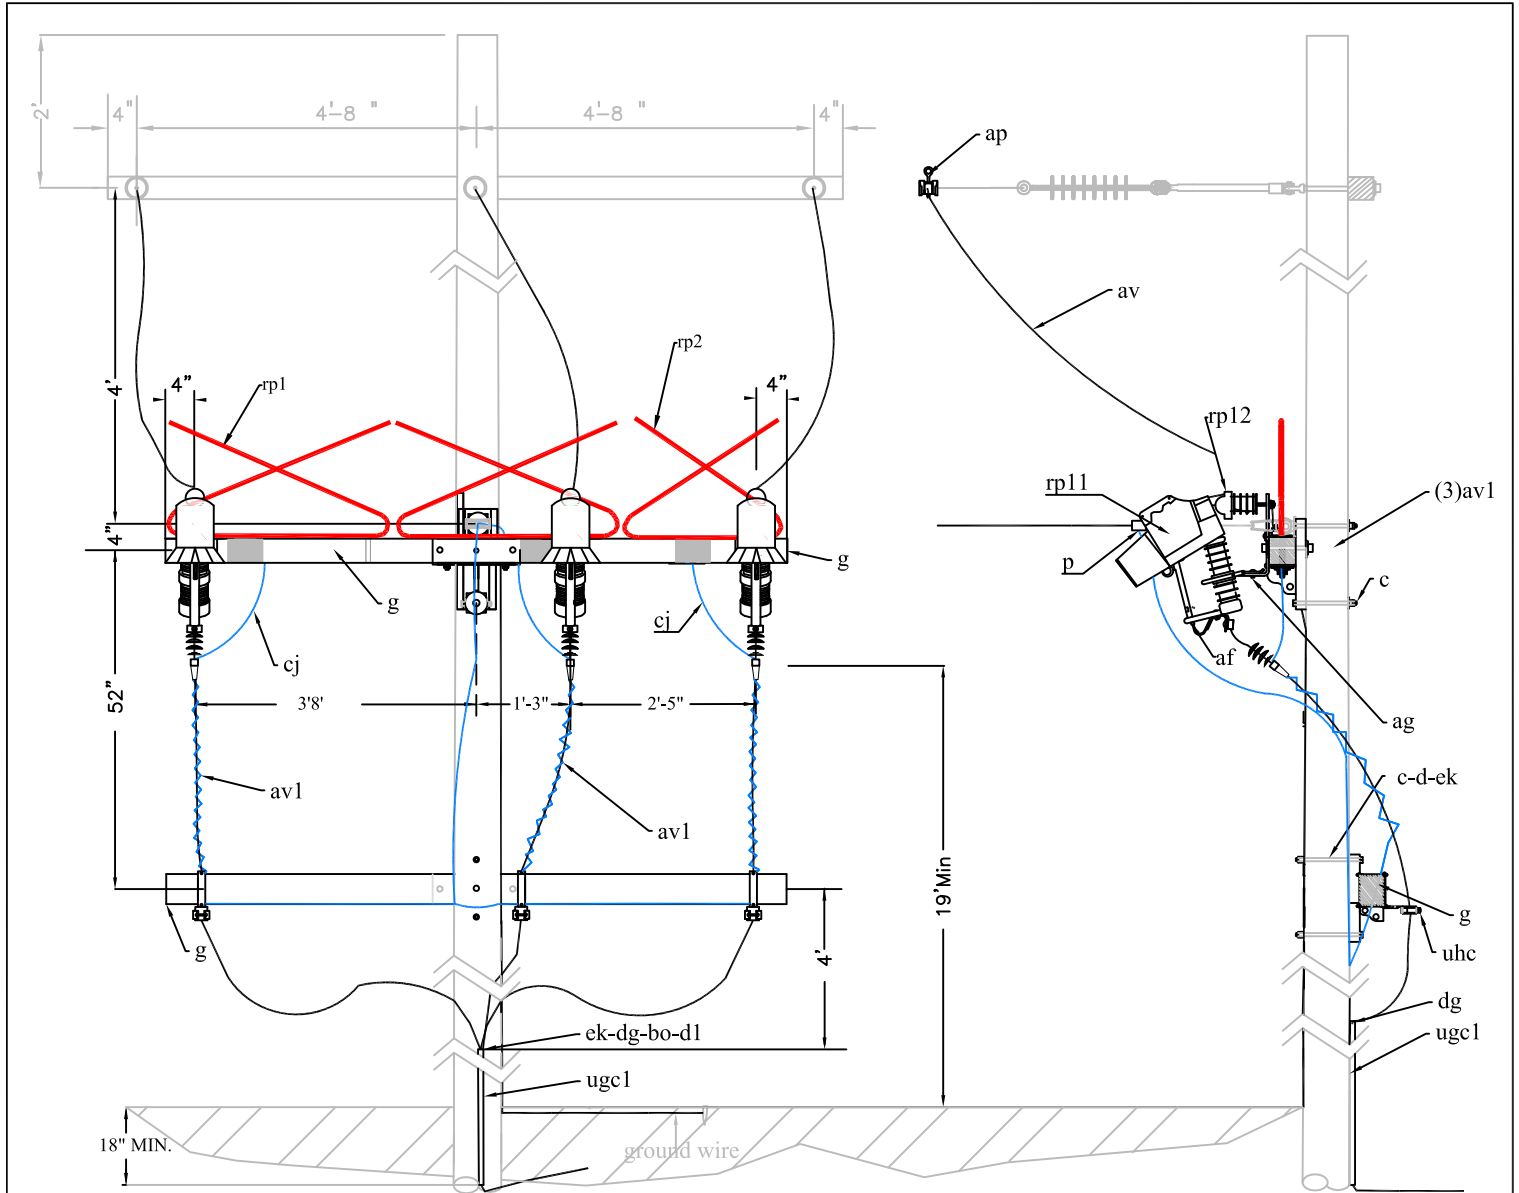 2'
4"
4'-8 "
4'-8 "
4"
ap
av
4'
4"
rp1
rp2
4"
rp12
rp11
(3)av1
4"
g
g
p
c
cj
cj
af
ag
52"
3'8'
1'-3"
2'-5"
av1
av1
c-d-ek
19'Min
g
g
uhc
4'
dg
ek-dg-bo-d1
ugc1
ugc1
18" MIN.
ground wire